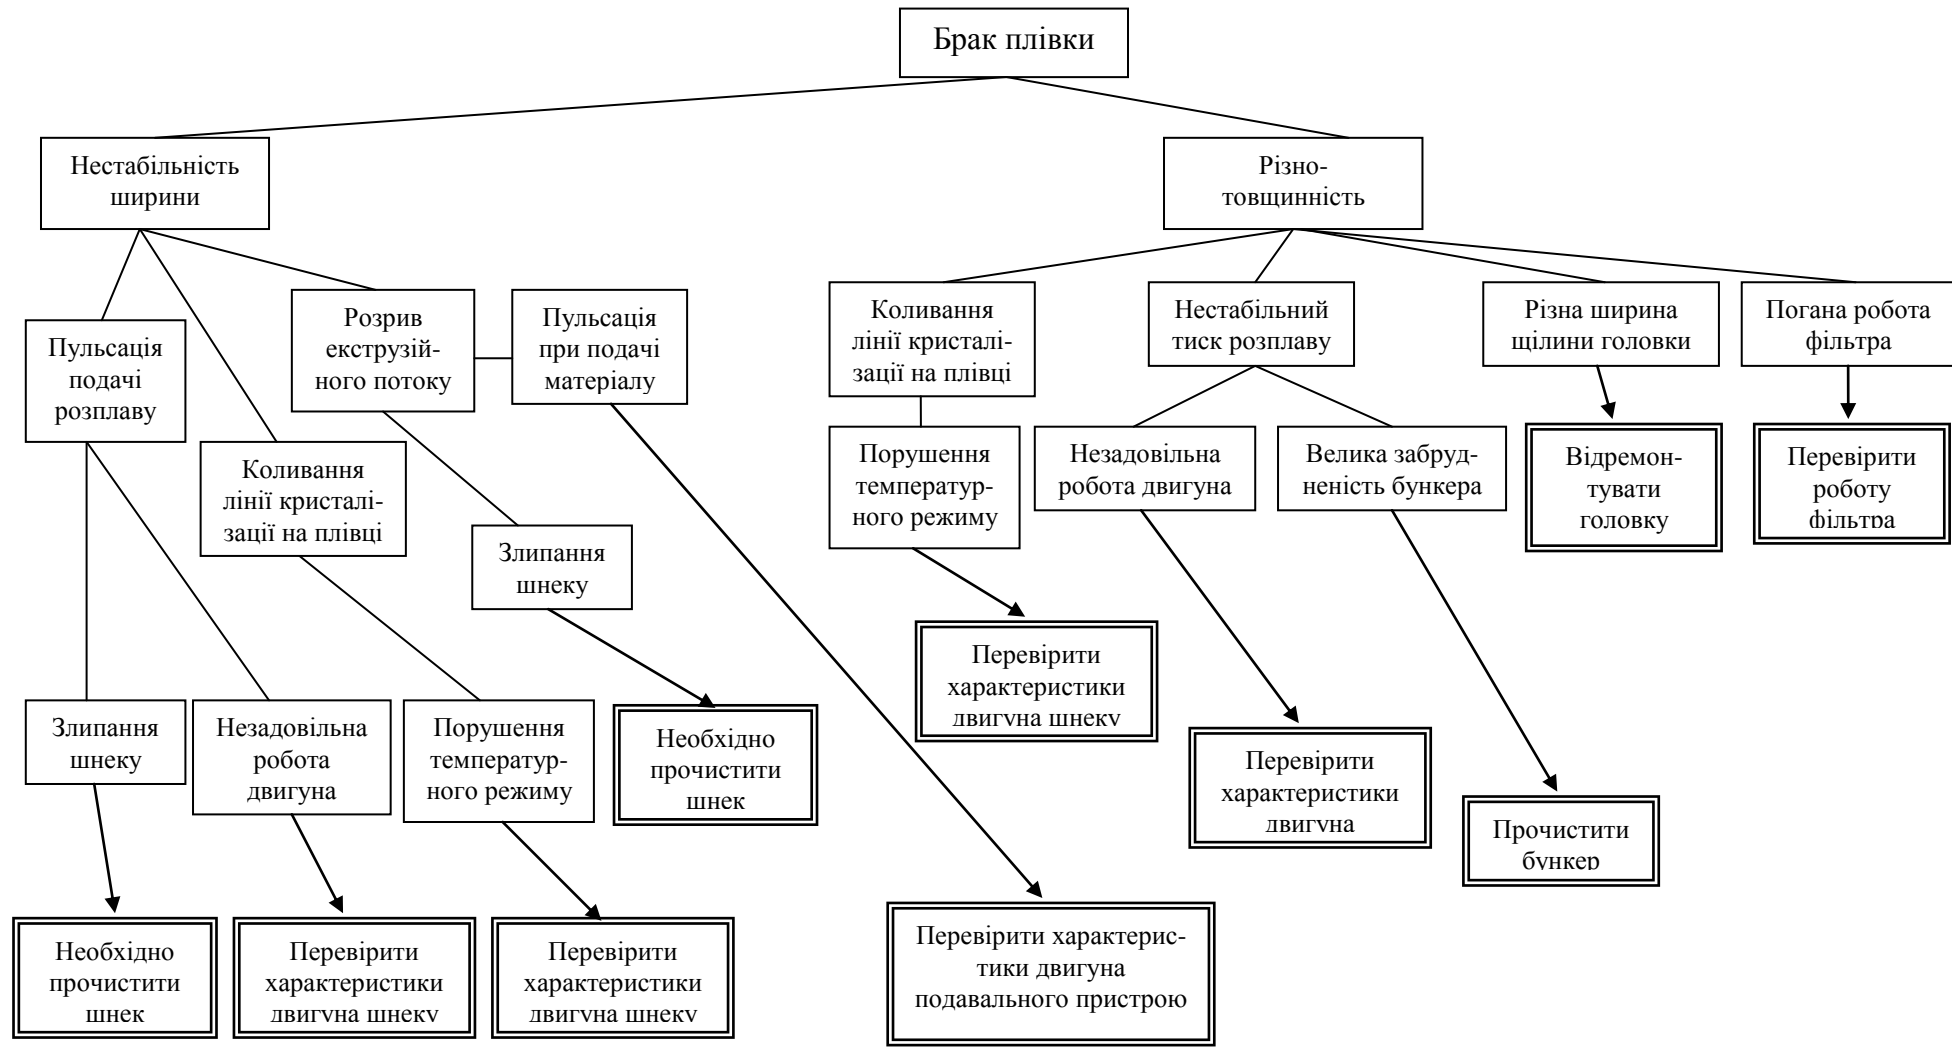 Брак плівки
Нестабільність
ширини
Різно-
товщинність
Пульсація
подачі
розплаву
Розрив
екструзій-
ного потоку
Пульсація
при подачі
матеріалу
Коливання
лінії кристалі-
зації на плівці
Нестабільний
тиск розплаву
Різна ширина
щілини головки
Погана робота
фільтра
Коливання
лінії кристалі-
зації на плівці
Злипання
шнеку
Порушення
температур-
ного режиму
Незадовільна
робота двигуна
Велика забруд-
неність бункера
Відремон-
тувати
головку
Перевірити
роботу
фільтра
Злипання
шнеку
Незадовільна
робота
двигуна
Порушення
температур-
ного режиму
Необхідно
прочистити
шнек
Перевірити
характеристики
двигуна шнеку
Перевірити
характеристики
двигуна
Прочистити
бункер
Необхідно
прочистити
шнек
Перевірити
характеристики
двигуна шнеку
Перевірити
характеристики
двигуна шнеку
Перевірити характерис-
тики двигуна
подавального пристрою